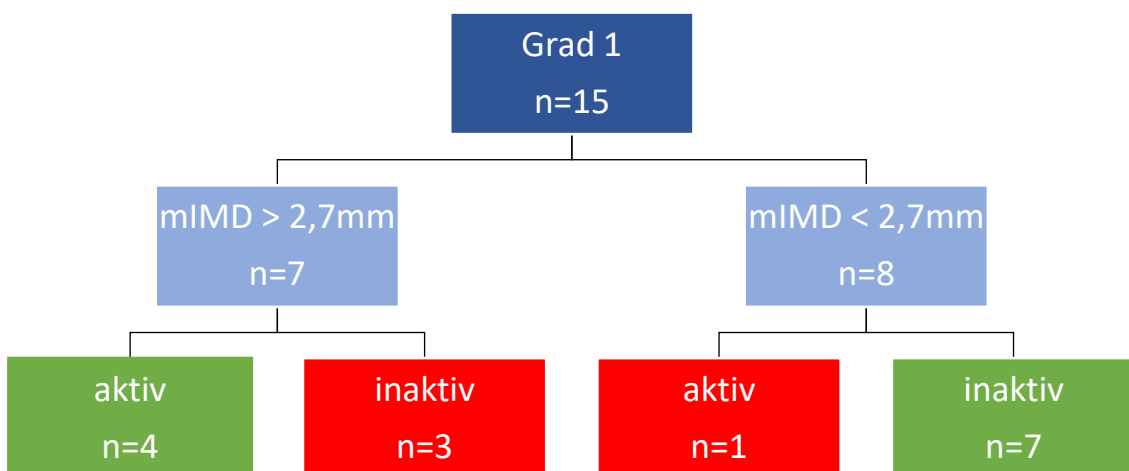 Grad 1
n=15
mIMD > 2,7mm
n=7
mIMD < 2,7mm
n=8
aktiv
n=4
inaktiv
n=3
aktiv
n=1
inaktiv
n=7